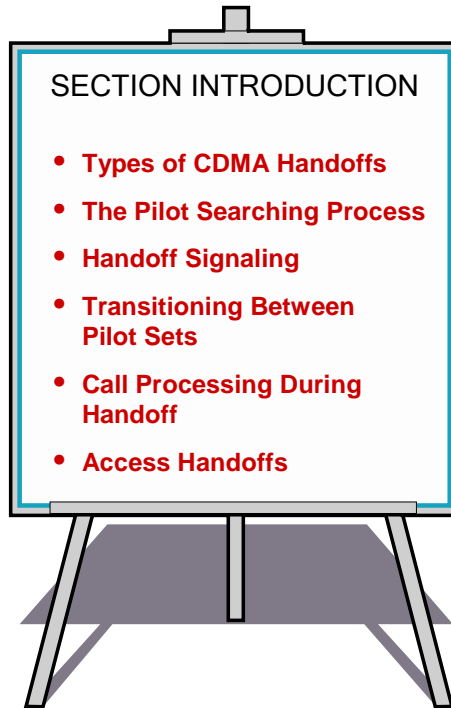 SECTION INTRODUCTION
• Types of CDMA Handoffs
• The Pilot Searching Process
• Handoff Signaling
• Transitioning Between
Pilot Sets
• Call Processing During
Handoff
• Access Handoffs